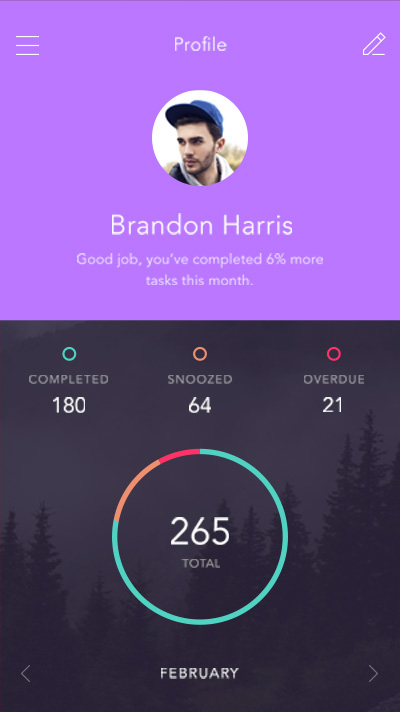 Profile
Brandon Harris
Good job, you've completed 6% more
tasks this month.
COMPLETED SNOOZED OVERDUE
180 64 21
265
TOTAL
FEBRUARY